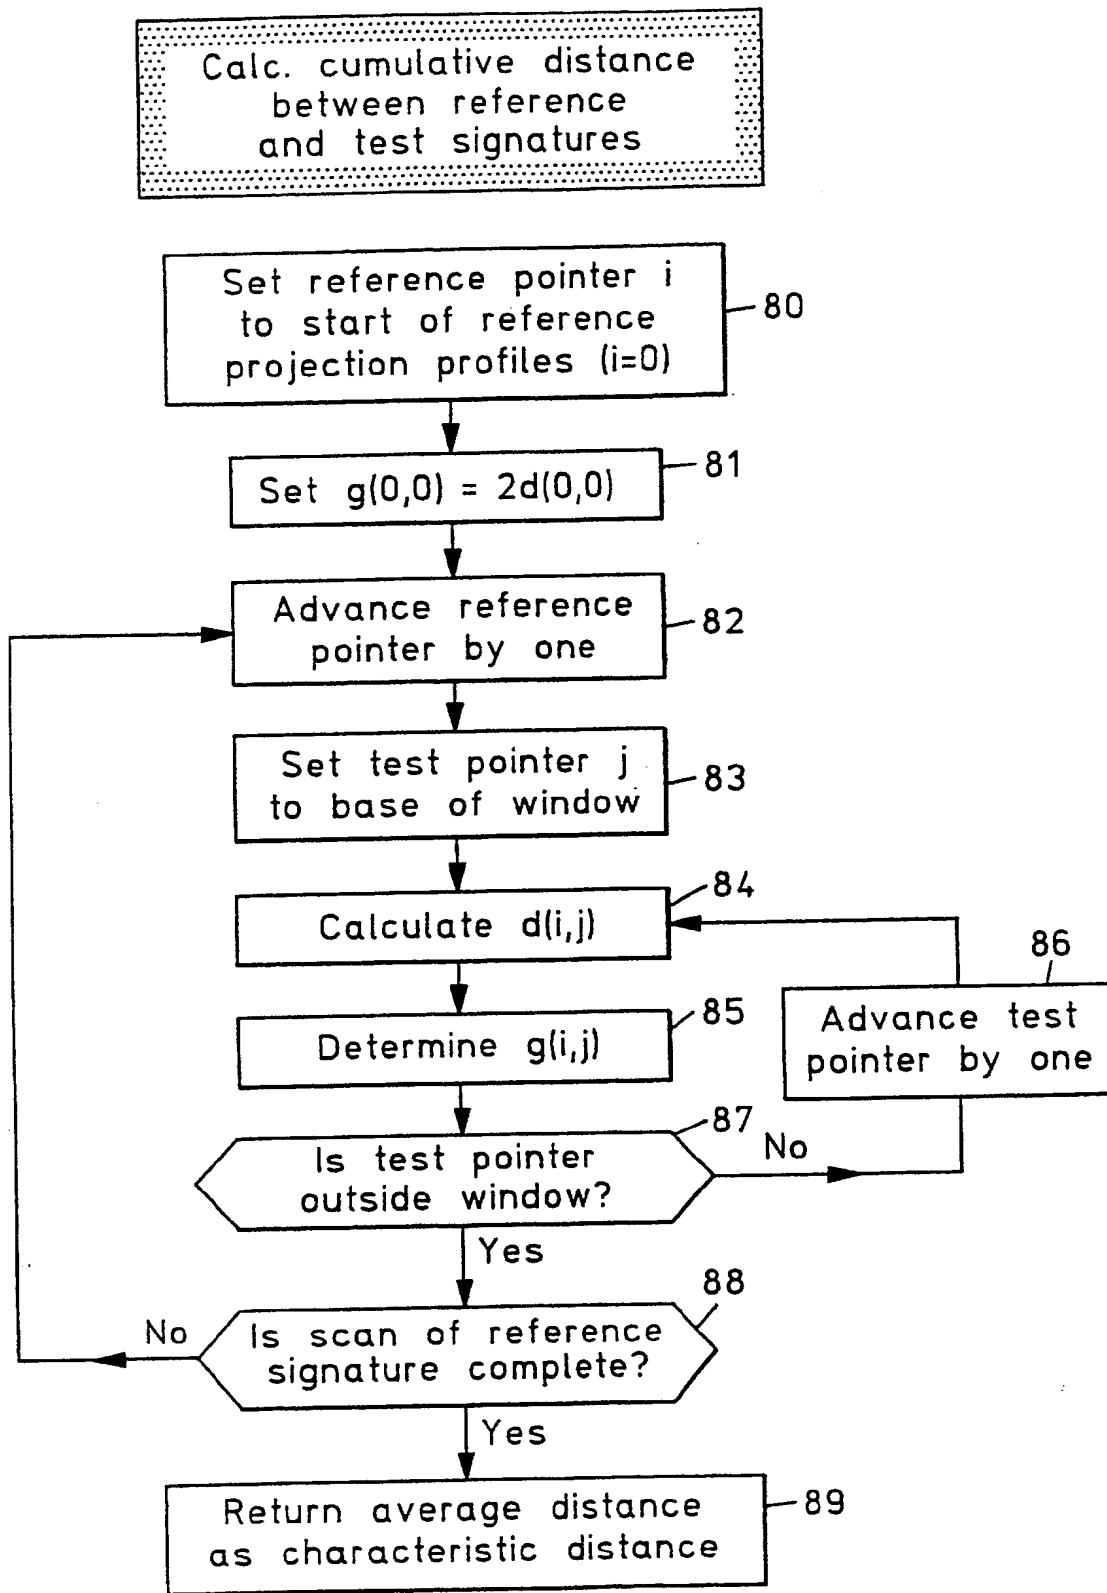 Calc. cumulative distance
between reference
and test signatures
Set reference pointer i
to start of reference
projection profiles (i=0)
80
Set g(0,0) = 2d(0,0)
81
Advance reference
pointer by one
82
Set test pointer j
to base of window
83
Calculate d(i,j)
84
Determine g(i,j)
85
86
Advance test
pointer by one
87
Is test pointer
outside window?
No
Yes
88
Is scan of reference
signature complete?
No
Yes
Return average distance
as characteristic distance
89